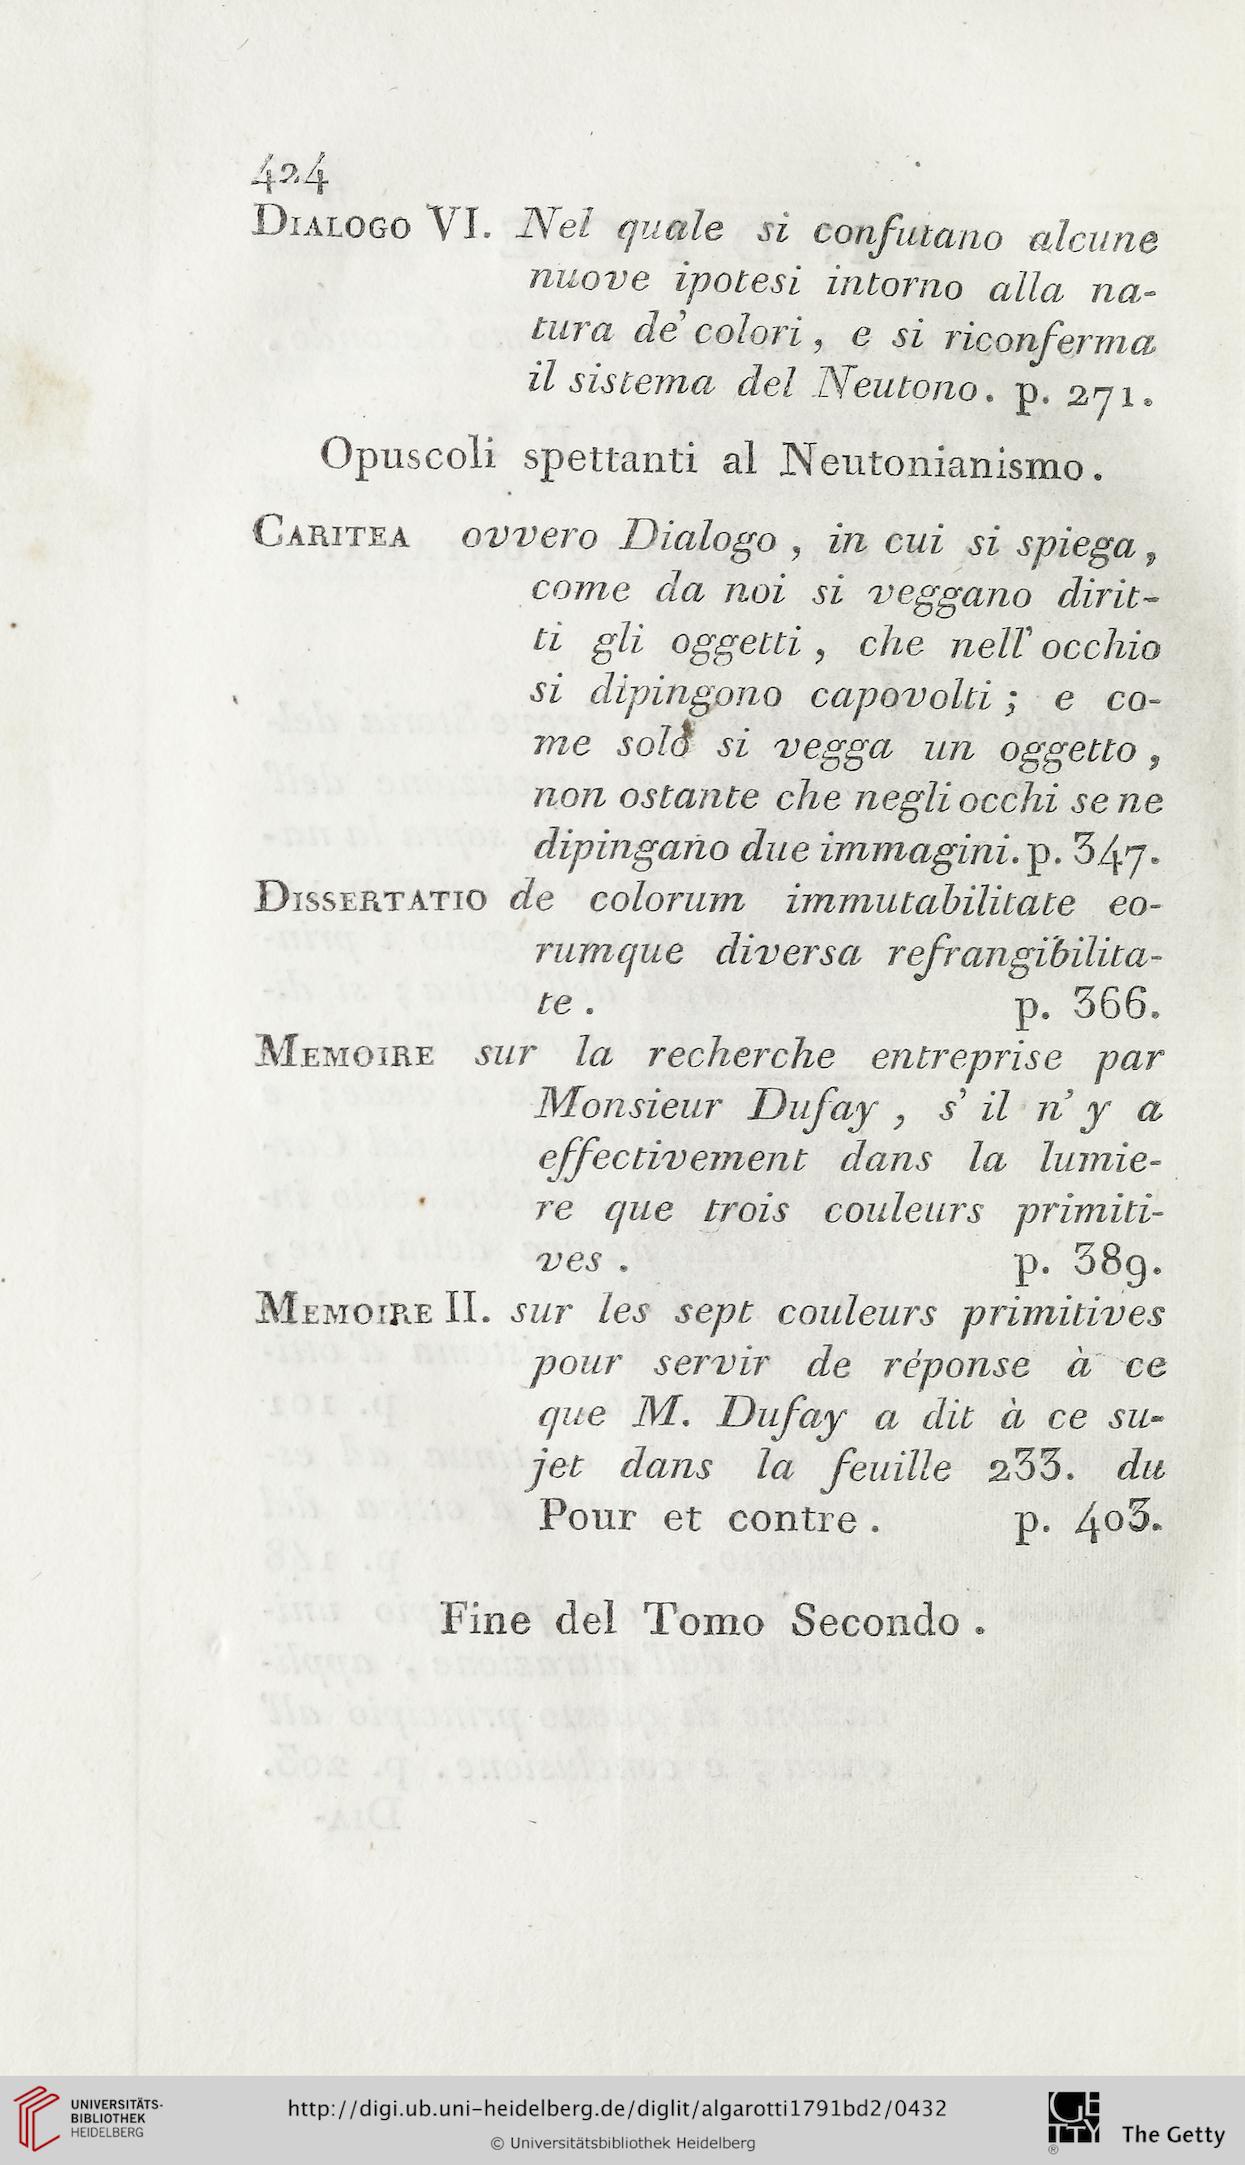 424
DIALOGO VI. Nel quale si confutano alcune
nuove ipotesi intorno alla na-
tura de' colori, e si riconferma
il sistema del Neutono. p. 271.
Opuscoli spettanti al Neutonianismo.
CARITEA ovvero Dialogo, in cui si spiega,
come da noi si veggano dirit-
ti gli oggetti, che nell' occhio
si dipingono capovolti; e co-
me solo si vegga un oggetto,
non ostante che negli occhi se ne
dipingano due immagini. p. 347.
DISSERTATIO de colorum immutabilitate eo-
rumque diversa refrangibilita-
te. p. 366.
MEMOIRE sur la recherche entreprise par
Monsieur Dufay, s' il n' y a
effectivement dans la lumie-
re que trois couleurs primiti-
ves. p. 389.
MEMOIRE II. sur les sept couleurs primitives
pour servir de réponse à ce
que M. Dufay a dit à ce su-
jet dans la feuille 233. du
Pour et contre. p. 403.
Fine del Tomo Secondo.
UNIVERSITÄTS-
BIBLIOTHEK
HEIDELBERG
http://digi.ub.uni-heidelberg.de/diglit/algarotti1791bd2/0432
© Universitätsbibliothek Heidelberg
GETTY
The Getty